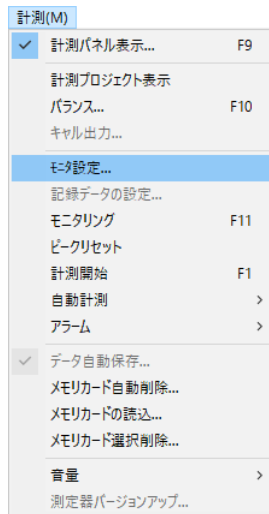 計測(M)
計測パネル表示... F9
計測プロジェクト表示
バランス... F10
キャル出力...
ﾓﾆﾀ設定...
記録データの設定...
モニタリング F11
ピークリセット
計測開始 F1
自動計測
アラーム
データ自動保存...
メモリカード自動削除...
メモリカードの読込...
メモリカード選択削除...
音量
測定器バージョンアップ...